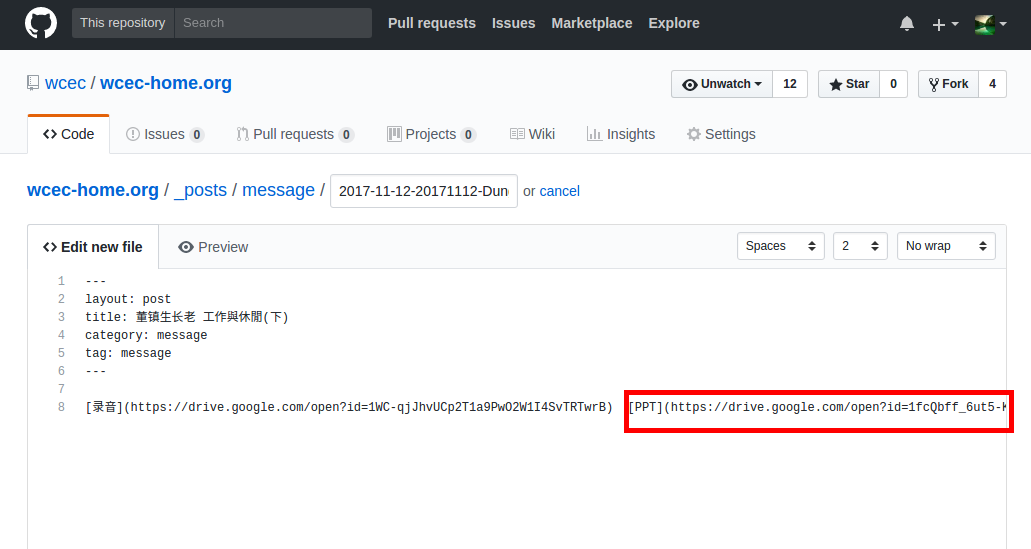 This repository Search Pull requests Issues Marketplace Explore
wcec / wcec-home.org Unwatch 12 Star 0 Fork 4
Code Issues 0 Pull requests 0 Projects 0 Wiki Insights Settings
wcec-home.org / _posts / message / 2017-11-12-20171112-Dun or cancel
Edit new file Preview Spaces 2 No wrap
1 ---
2 layout: post
3 title: 董镇生长老 工作與休閒(下)
4 category: message
5 tag: message
6 ---
7
8 [录音](https://drive.google.com/open?id=1WC-qjJhvUCp2T1a9PwO2W1I4SvTRTwrB) [PPT](https://drive.google.com/open?id=1fcQbff_6ut5-K